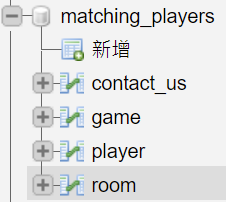 matching_players
新增
contact_us
game
player
room